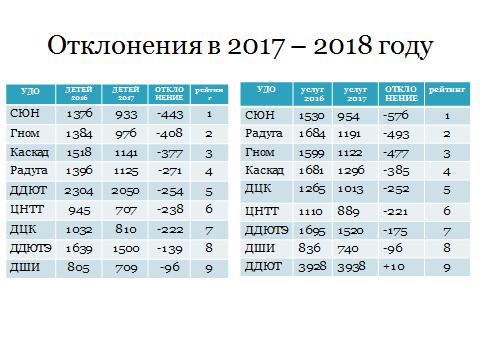 Отклонения в 2017 – 2018 году
УДО ДЕТЕЙ 2016 ДЕТЕЙ 2017 ОТКЛО НЕНИЕ рейтин г
СЮН 1376 933 -443 1
Гном 1384 976 -408 2
Каскад 1518 1141 -377 3
Радуга 1396 1125 -271 4
ДДЮТ 2304 2050 -254 5
ЦНТТ 945 707 -238 6
ДЦК 1032 810 -222 7
ДДЮТЭ 1639 1500 -139 8
ДШИ 805 709 -96 9
УДО услуг 2016 услуг 2017 ОТКЛО НЕНИЕ рейтинг
СЮН 1530 954 -576 1
Радуга 1684 1191 -493 2
Гном 1599 1122 -477 3
Каскад 1681 1296 -385 4
ДЦК 1265 1013 -252 5
ЦНТТ 1110 889 -221 6
ДДЮТЭ 1695 1520 -175 7
ДШИ 836 740 -96 8
ДДЮТ 3928 3938 +10 9